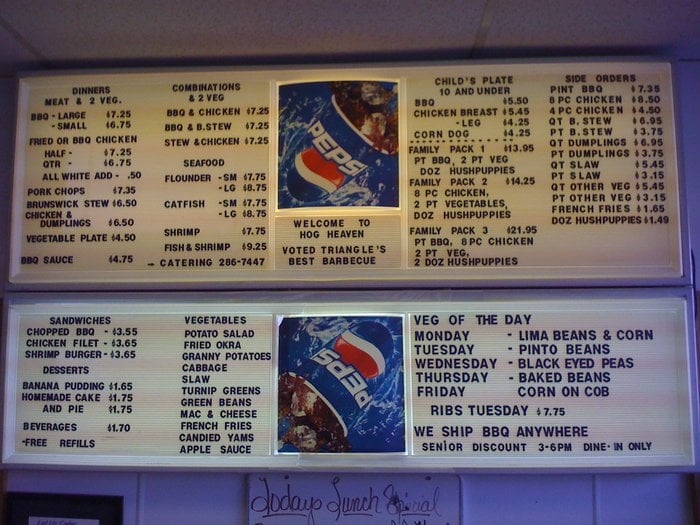 DINNERS
MEAT & 2 VEG.
BBQ - LARGE $7.25
- SMALL $6.75
FRIED OR BBQ CHICKEN
HALF - $7.25
QTR - $6.75
ALL WHITE ADD - .50
PORK CHOPS $7.35
BRUNSWICK STEW $6.50
CHICKEN &
DUMPLINGS $6.50
VEGETABLE PLATE $4.50
BBQ SAUCE $4.75
COMBINATIONS
& 2 VEG
BBQ & CHICKEN $7.25
BBQ & B.STEW $7.25
STEW & CHICKEN $7.25
SEAFOOD
FLOUNDER - SM $7.75
- LG $8.75
CATFISH - SM $7.75
- LG $8.75
SHRIMP $7.75
FISH & SHRIMP $9.25
- CATERING 286-7447
PEPSI
WELCOME TO
HOG HEAVEN
VOTED TRIANGLE'S
BEST BARBECUE
CHILD'S PLATE
10 AND UNDER
BBQ $5.50
CHICKEN BREAST $5.45
- LEG $4.25
CORN DOG $4.25
FAMILY PACK 1 $13.95
PT BBQ, 2 PT VEG
DOZ HUSHPUPPIES
FAMILY PACK 2 $14.25
8 PC CHICKEN,
2 PT VEGETABLES,
DOZ HUSHPUPPIES
FAMILY PACK 3 $21.95
PT BBQ, 8 PC CHICKEN
2 PT VEG,
2 DOZ HUSHPUPPIES
SIDE ORDERS
PINT BBQ $7.35
8 PC CHICKEN $8.50
4 PC CHICKEN $4.50
QT B. STEW $6.95
PT B. STEW $3.75
QT DUMPLINGS $6.95
PT DUMPLINGS $3.75
QT SLAW $5.45
PT SLAW $3.15
QT OTHER VEG $5.45
PT OTHER VEG $3.15
FRENCH FRIES $1.65
DOZ HUSHPUPPIES $1.49
SANDWICHES
CHOPPED BBQ - $3.55
CHICKEN FILET - $3.65
SHRIMP BURGER - $3.65
DESSERTS
BANANA PUDDING $1.65
HOMEMADE CAKE $1.75
AND PIE $1.75
BEVERAGES $1.70
-FREE REFILLS
VEGETABLES
POTATO SALAD
FRIED OKRA
GRANNY POTATOES
CABBAGE
SLAW
TURNIP GREENS
GREEN BEANS
MAC & CHEESE
FRENCH FRIES
CANDIED YAMS
APPLE SAUCE
PEPSI
VEG OF THE DAY
MONDAY - LIMA BEANS & CORN
TUESDAY - PINTO BEANS
WEDNESDAY - BLACK EYED PEAS
THURSDAY - BAKED BEANS
FRIDAY CORN ON COB
RIBS TUESDAY $7.75
WE SHIP BBQ ANYWHERE
SENIOR DISCOUNT 3-6PM DINE-IN ONLY
Todays Lunch Special